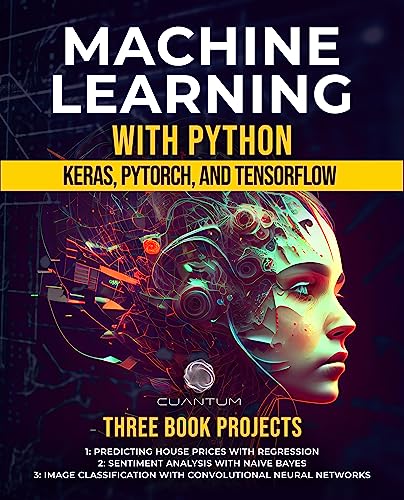 MACHINE
LEARNING
WITH PYTHON
KERAS, PYTORCH, AND TENSORFLOW
CUANTUM
THREE BOOK PROJECTS
1: PREDICTING HOUSE PRICES WITH REGRESSION
2: SENTIMENT ANALYSIS WITH NAIVE BAYES
3: IMAGE CLASSIFICATION WITH CONVOLUTIONAL NEURAL NETWORKS